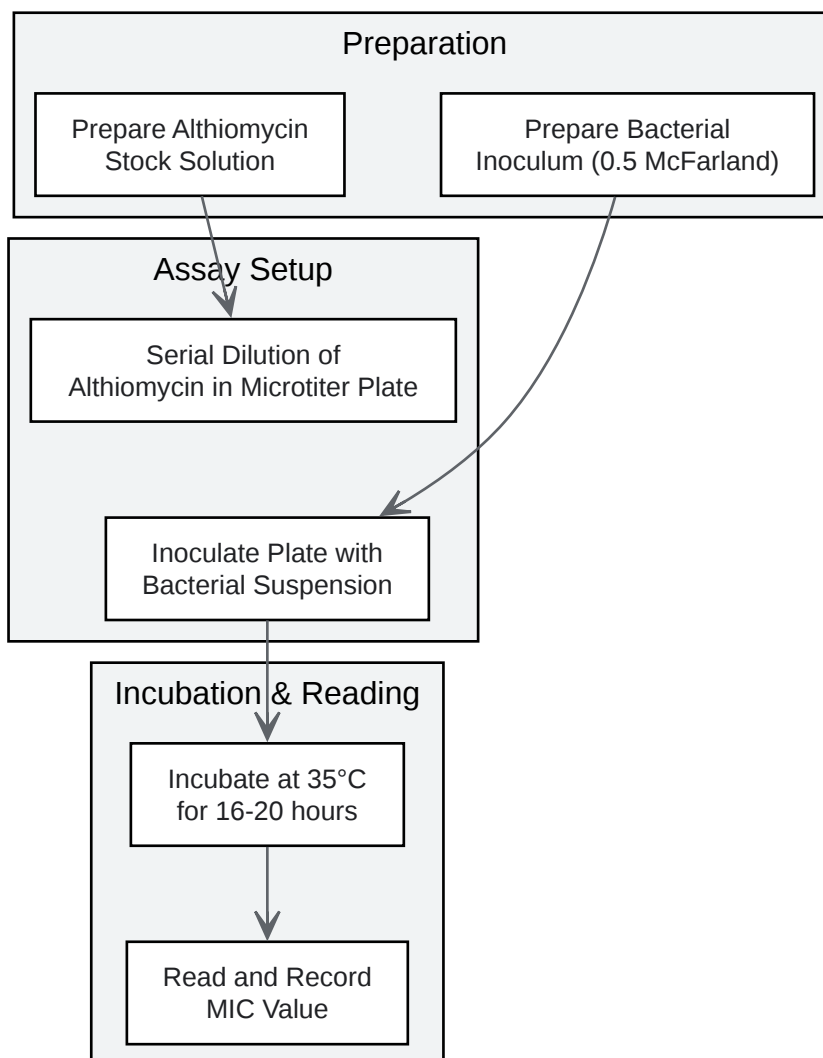 Preparation
Prepare Althiomycin
Stock Solution
Prepare Bacterial
Inoculum (0.5 McFarland)
Assay Setup
Serial Dilution of
Althiomycin in Microtiter Plate
Inoculate Plate with
Bacterial Suspension
Incubation & Reading
Incubate at 35°C
for 16-20 hours
Read and Record
MIC Value